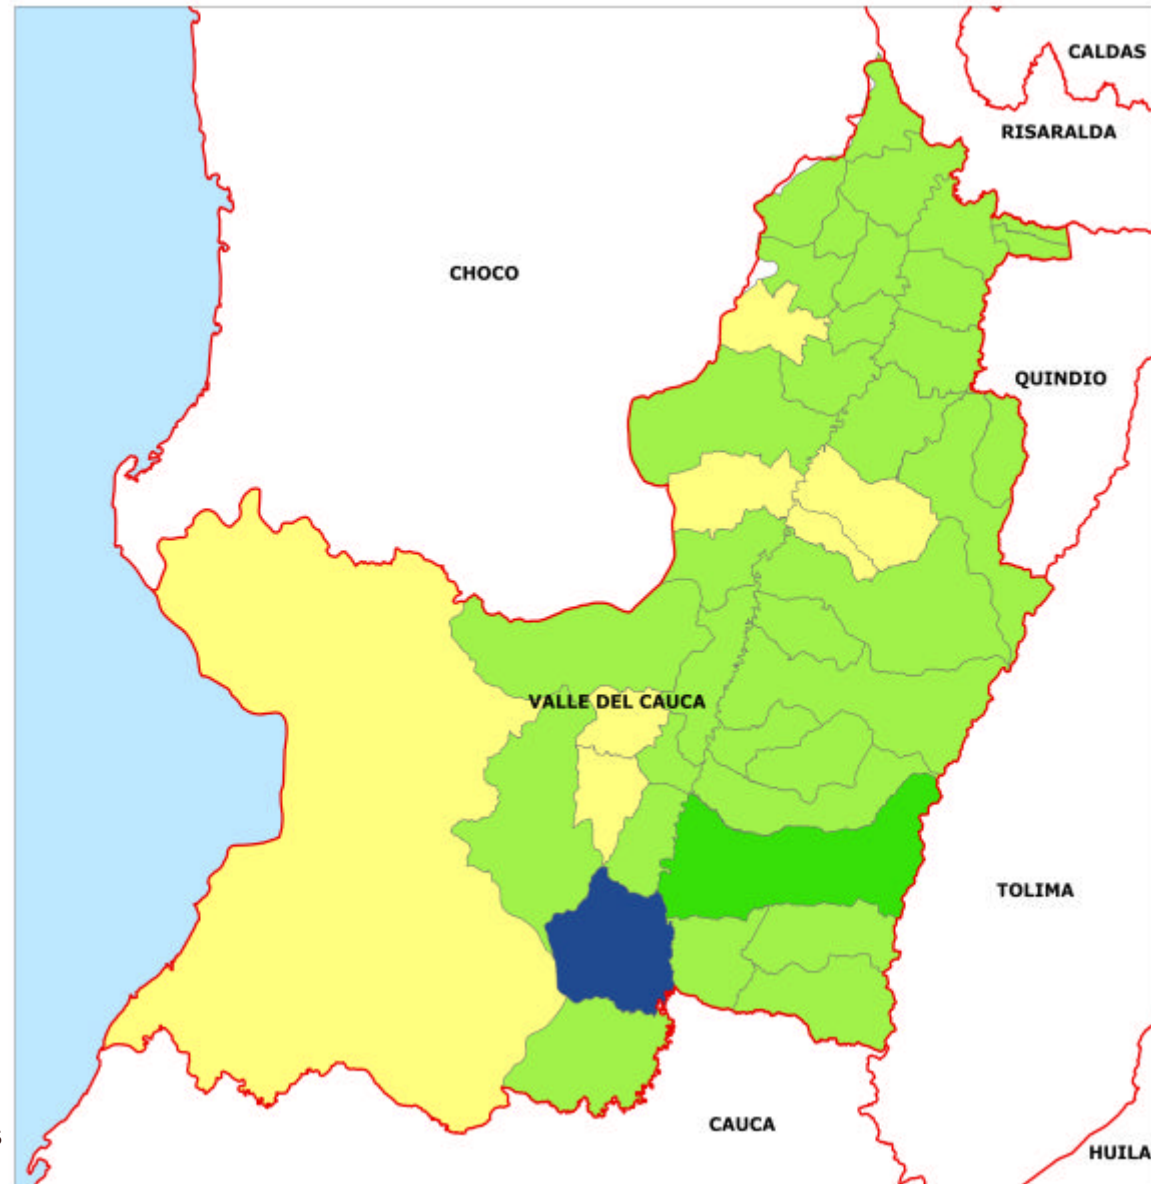 CALDAS
RISARALDA
CHOCO
QUINDIO
VALLE DEL CAUCA
TOLIMA
CAUCA
HUILA